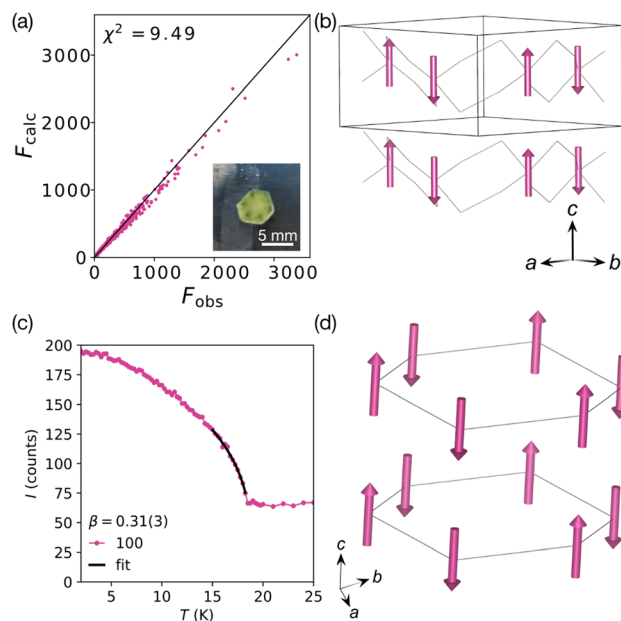 (a)
χ² = 9.49
3000
2000
1000
0
F_calc
0 1000 2000 3000
F_obs
5 mm
(b)
c
a b
(c)
200
175
150
125
100
75
50
25
0
I (counts)
β = 0.31(3)
100
fit
5 10 15 20 25
T (K)
(d)
c
b
a